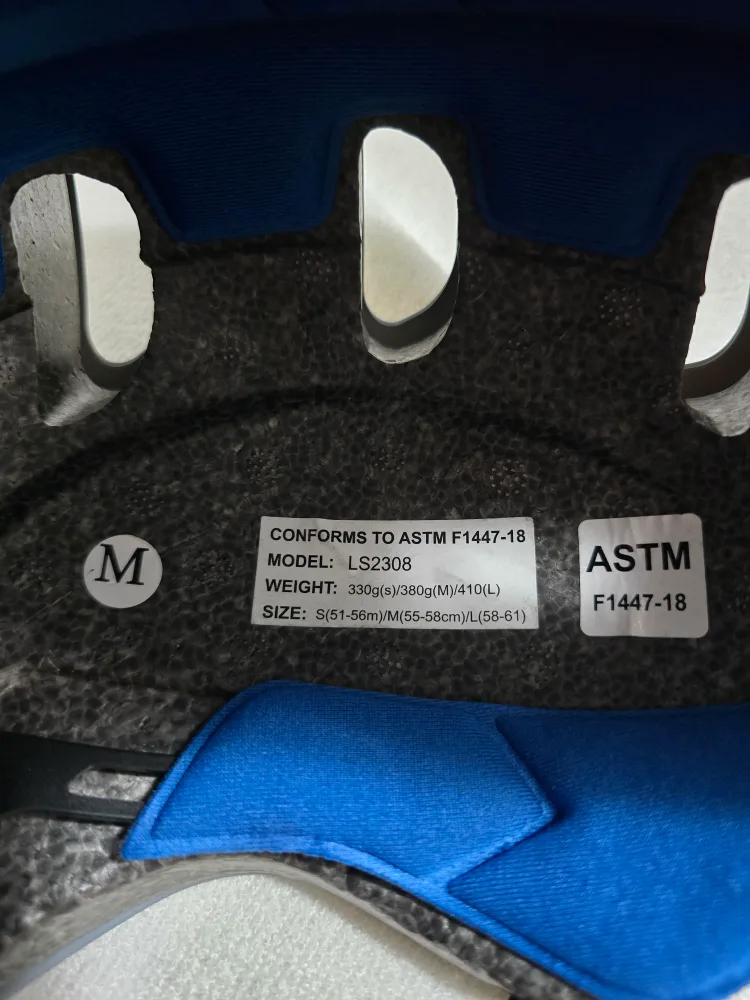 M
CONFORMS TO ASTM F1447-18
MODEL: LS2308
WEIGHT: 330g(s)/380g(M)/410(L)
SIZE: S(51-56m)/M(55-58cm)/L(58-61)
ASTM
F1447-18